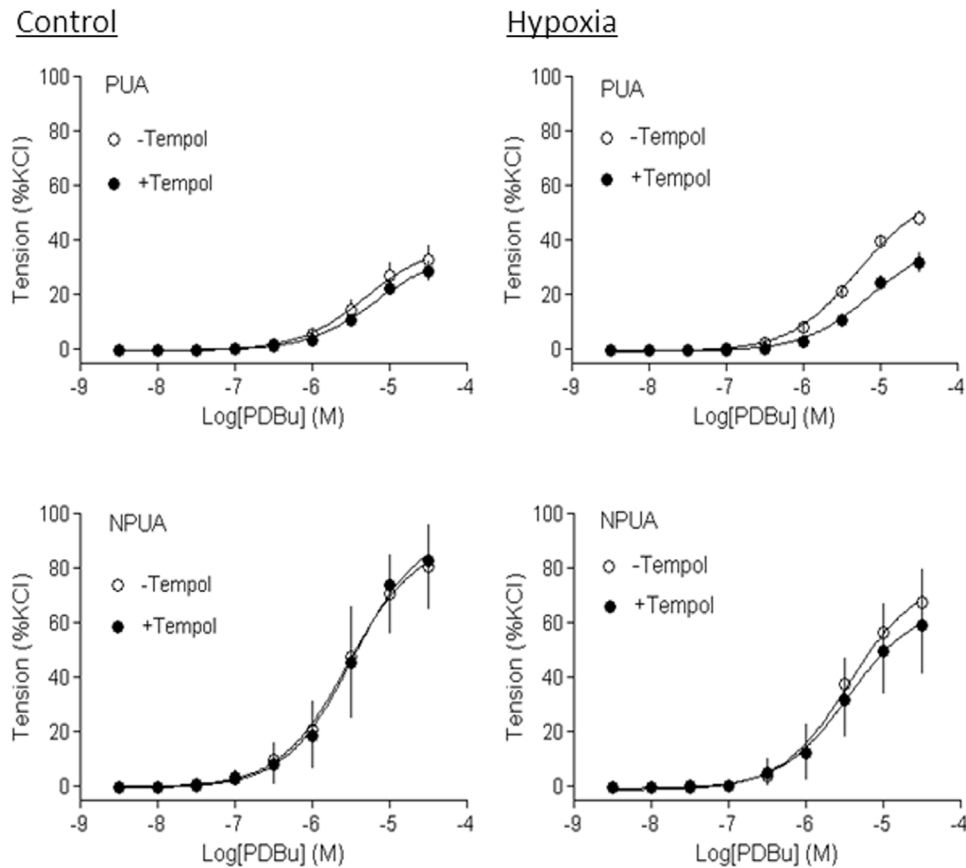 Control
Hypoxia
100
80
60
40
20
0
Tension (%KCl)
PUA
-Tempol
+Tempol
-9 -8 -7 -6 -5 -4
Log[PDBu] (M)
100
80
60
40
20
0
Tension (%KCl)
PUA
-Tempol
+Tempol
-9 -8 -7 -6 -5 -4
Log[PDBu] (M)
100
80
60
40
20
0
Tension (%KCl)
NPUA
-Tempol
+Tempol
-9 -8 -7 -6 -5 -4
Log[PDBu] (M)
100
80
60
40
20
0
Tension (%KCl)
NPUA
-Tempol
+Tempol
-9 -8 -7 -6 -5 -4
Log[PDBu] (M)